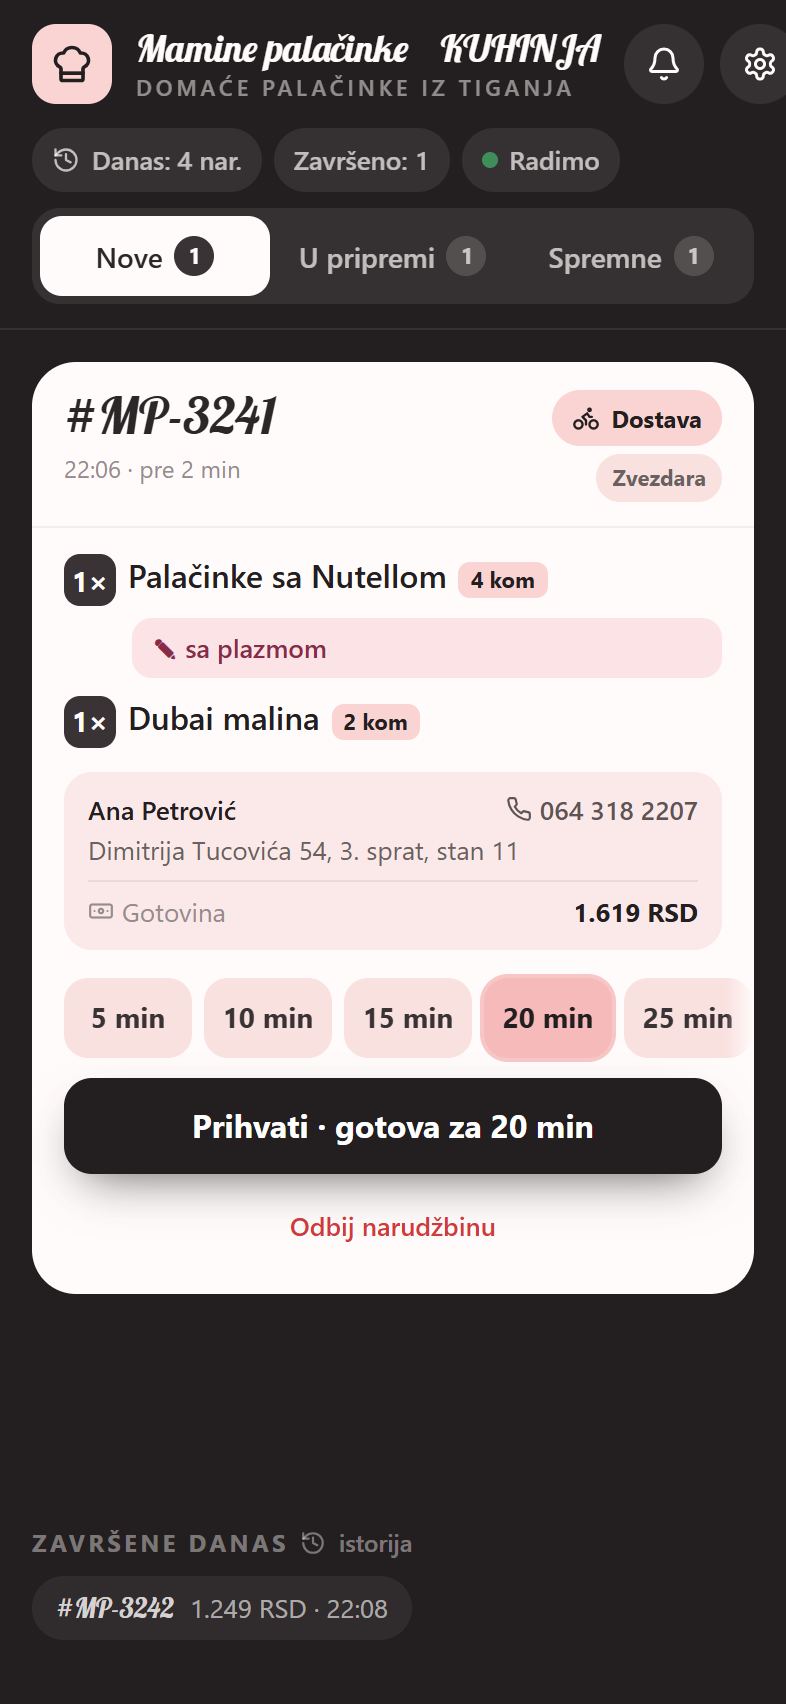 Mamine palačinke KUHINJA
DOMAĆE PALAČINKE IZ TIGANJA
Danas: 4 nar. Završeno: 1 Radimo
Nove 1 U pripremi 1 Spremne 1
#MP-3241 Dostava
22:06 · pre 2 min Zvezdara
1× Palačinke sa Nutellom 4 kom
sa plazmom
1× Dubai malina 2 kom
Ana Petrović 064 318 2207
Dimitrija Tucovića 54, 3. sprat, stan 11
Gotovina 1.619 RSD
5 min 10 min 15 min 20 min 25 min
Prihvati · gotova za 20 min
Odbij narudžbinu
ZAVRŠENE DANAS istorija
#MP-3242 1.249 RSD · 22:08